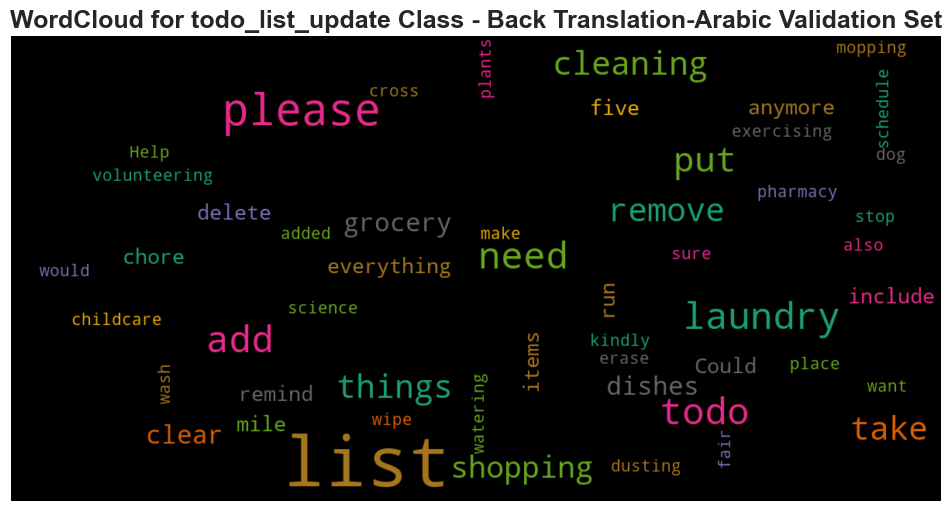 WordCloud for todo_list_update Class - Back Translation-Arabic Validation Set
mopping
plants
cleaning
schedule
cross
please
five
anymore
exercising
Help
dog
put
volunteering
pharmacy
delete
remove
stop
grocery
added
make
also
need
sure
chore
everything
would
run
include
science
childcare
laundry
add
kindly
items
erase
Could
place
wash
things
dishes
want
remind
watering
todo
wipe
mile
take
clear
fair
list
shopping
dusting